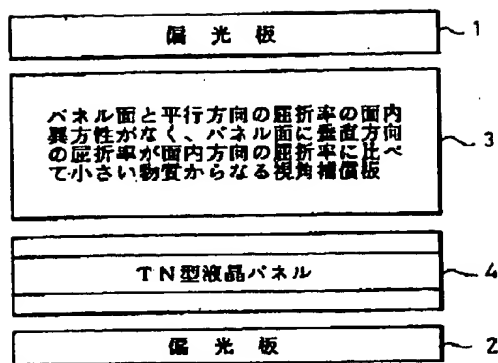 偏光板
1
パネル面と平行方向の屈折率の面内
異方性がなく、パネル面に垂直方向
の屈折率が面内方向の屈折率に比べ
て小さい物質からなる視角補償板
3
TN型液晶パネル
4
偏光板
2